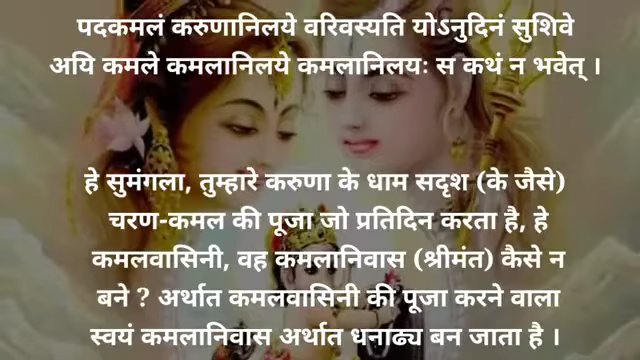 पदकमलं करुणानिलये वरिवस्यति योऽनुदिनं सुशिवे
अयि कमले कमलानिलये कमलानिलयः स कथं न भवेत् ।
हे सुमंगला, तुम्हारे करुणा के धाम सदृश (के जैसे)
चरण-कमल की पूजा जो प्रतिदिन करता है, हे
कमलवासिनी, वह कमलानिवास (श्रीमंत) कैसे न
बने ? अर्थात कमलवासिनी की पूजा करने वाला
स्वयं कमलानिवास अर्थात धनाढ्य बन जाता है ।